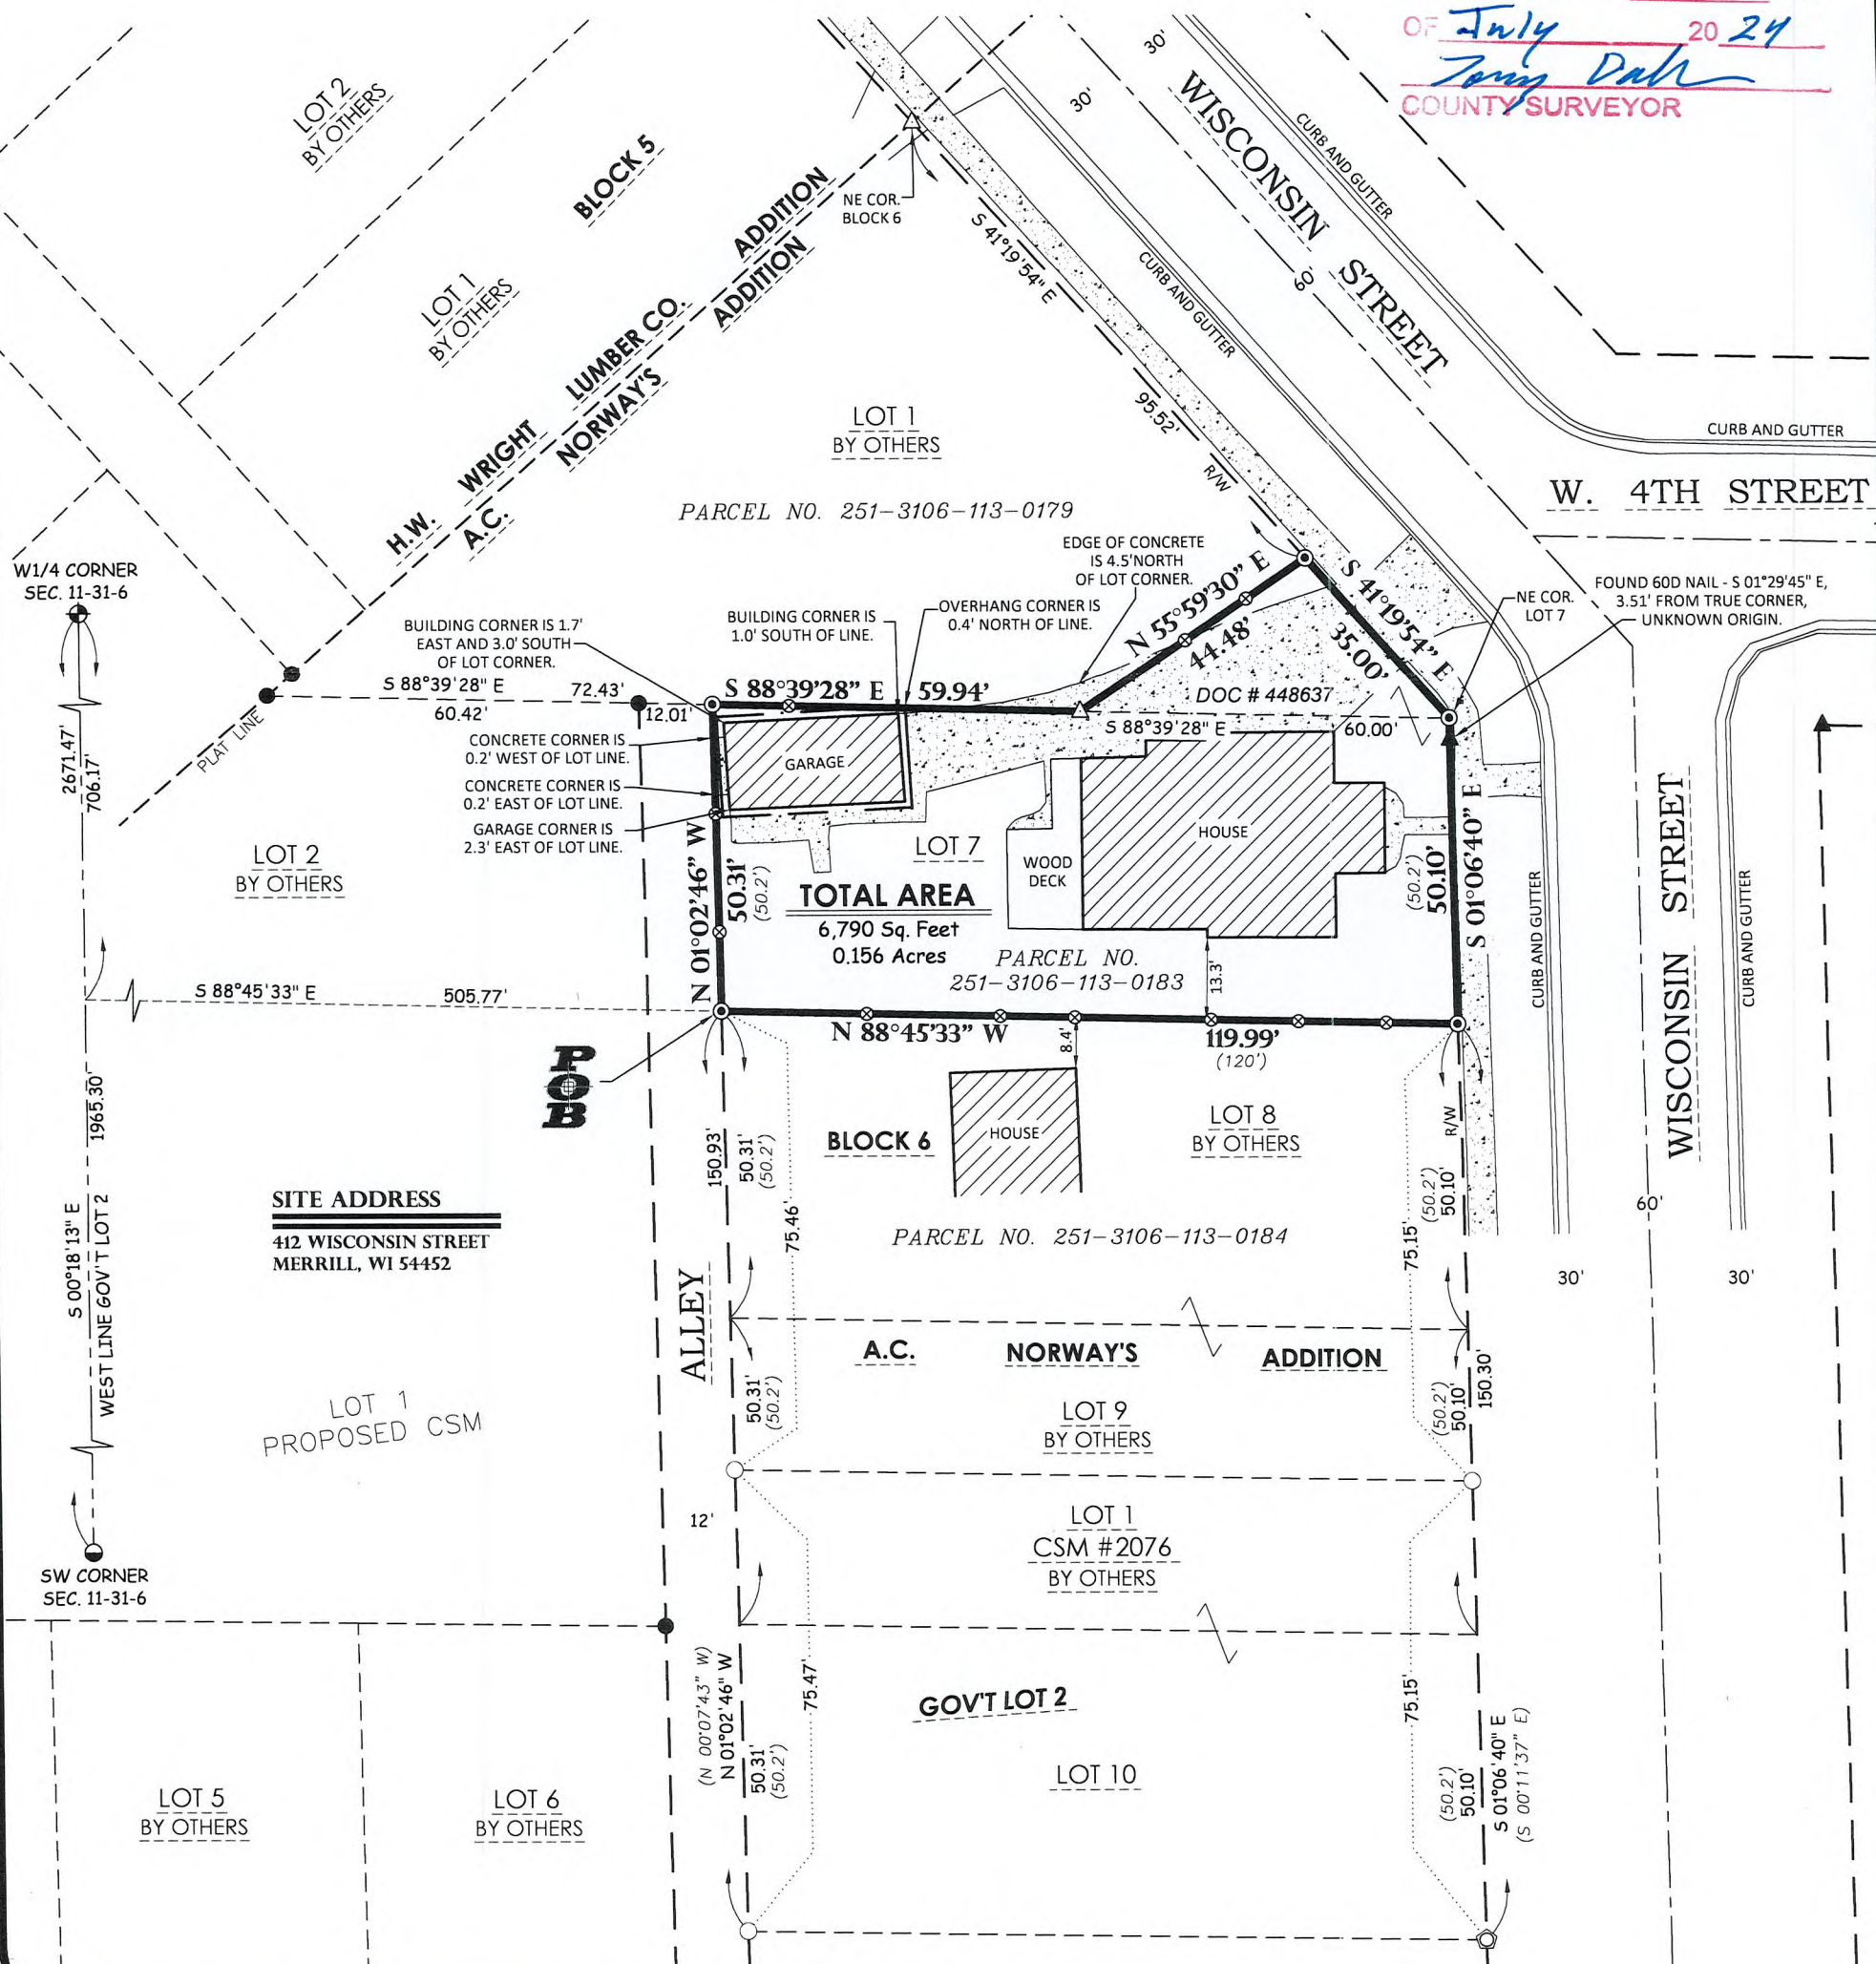 OF July 20 24
COUNTY SURVEYOR
LOT 2
BY OTHERS
BLOCK 5
LOT 1
BY OTHERS
H.W. WRIGHT LUMBER CO. ADDITION
A.C. NORWAY'S ADDITION
NE COR.
BLOCK 6
30'
30'
60'
WISCONSIN STREET
CURB AND GUTTER
CURB AND GUTTER
CURB AND GUTTER
W. 4TH STREET
S 41°19'54" E
95.52'
R/W
LOT 1
BY OTHERS
PARCEL NO. 251-3106-113-0179
W1/4 CORNER
SEC. 11-31-6
2671.47'
706.17'
PLAT LINE
S 88°39'28" E 72.43'
60.42' 12.01'
BUILDING CORNER IS 1.7'
EAST AND 3.0' SOUTH
OF LOT CORNER.
BUILDING CORNER IS
1.0' SOUTH OF LINE.
OVERHANG CORNER IS
0.4' NORTH OF LINE.
EDGE OF CONCRETE
IS 4.5'NORTH
OF LOT CORNER.
N 55°59'30" E
44.48'
S 41°19'54" E
35.00'
NE COR.
LOT 7
FOUND 60D NAIL - S 01°29'45" E,
3.51' FROM TRUE CORNER,
UNKNOWN ORIGIN.
S 88°39'28" E 59.94'
DOC # 448637
S 88°39'28" E 60.00'
CONCRETE CORNER IS
0.2' WEST OF LOT LINE.
CONCRETE CORNER IS
0.2' EAST OF LOT LINE.
GARAGE CORNER IS
2.3' EAST OF LOT LINE.
GARAGE
HOUSE
WOOD
DECK
LOT 7
LOT 2
BY OTHERS
N 01°02'46" W
50.31'
(50.2')
TOTAL AREA
6,790 Sq. Feet
0.156 Acres
PARCEL NO.
251-3106-113-0183
13.3'
(50.2')
50.10'
S 01°06'40" E
CURB AND GUTTER
WISCONSIN STREET
CURB AND GUTTER
S 88°45'33" E 505.77'
N 88°45'33" W 119.99'
(120')
8.4'
POB
1965.30'
S 00°18'13" E
WEST LINE GOV'T LOT 2
SITE ADDRESS
412 WISCONSIN STREET
MERRILL, WI 54452
150.93'
50.31'
(50.2')
75.46'
BLOCK 6
HOUSE
LOT 8
BY OTHERS
R/W
(50.2')
50.10'
75.15'
PARCEL NO. 251-3106-113-0184
60'
30'
30'
ALLEY
A.C. NORWAY'S ADDITION
50.31'
(50.2')
LOT 9
BY OTHERS
(50.2')
50.10'
150.30'
LOT 1
PROPOSED CSM
12'
LOT 1
CSM #2076
BY OTHERS
SW CORNER
SEC. 11-31-6
(N 00°07'43" W)
N 01°02'46" W
50.31'
(50.2')
75.47'
GOV'T LOT 2
75.15'
LOT 10
(50.2')
50.10'
S 01°06'40" E
(S 00°11'37" E)
LOT 5
BY OTHERS
LOT 6
BY OTHERS